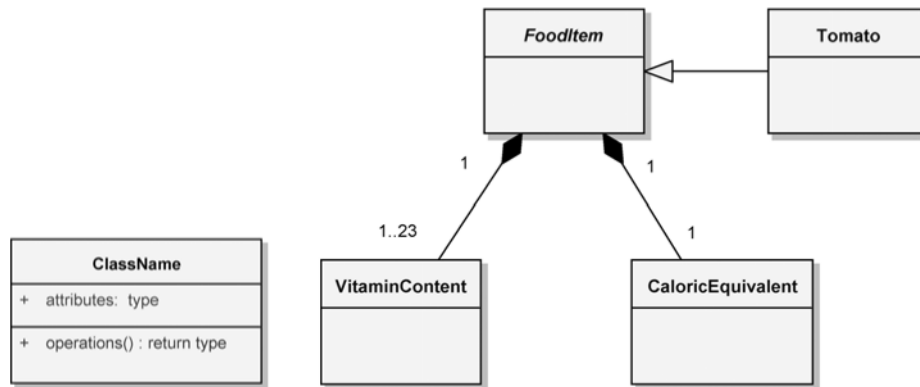 FoodItem
Tomato
1
1
1..23
1
ClassName
+ attributes: type
+ operations() : return type
VitaminContent
CaloricEquivalent